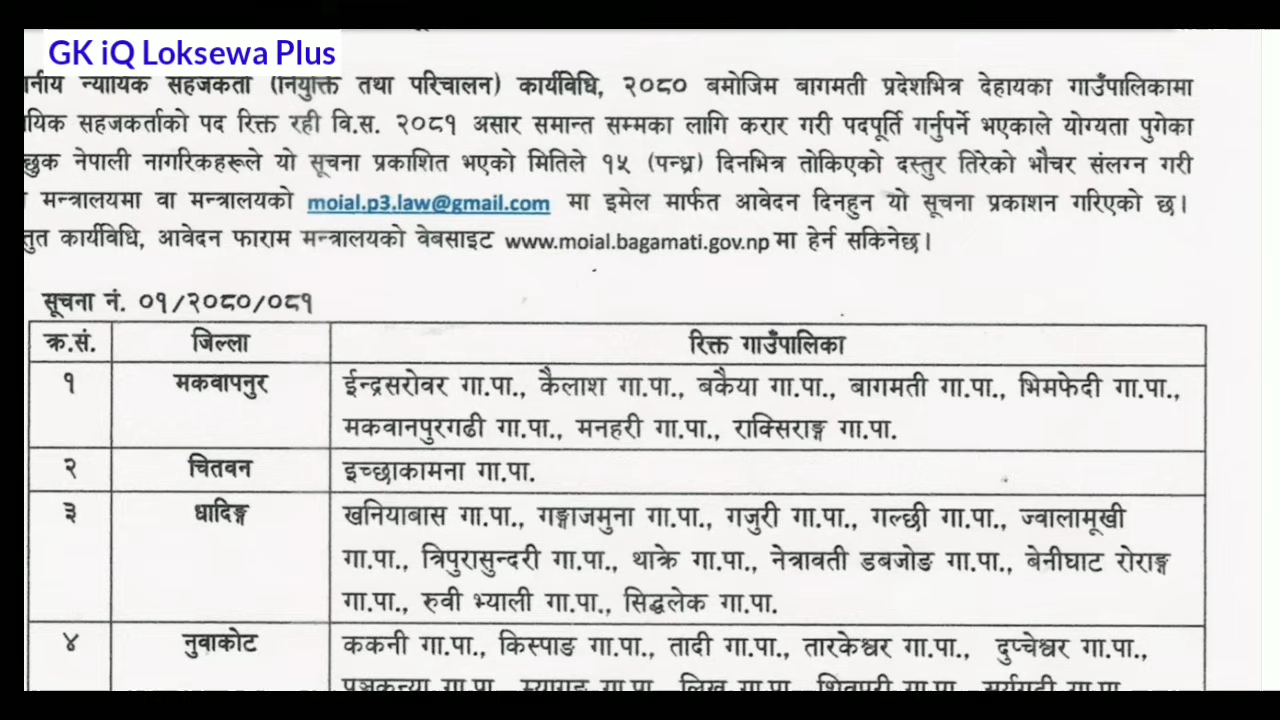 GK iQ Loksewa Plus
न्यायिक सहजकर्ता (नियुक्ति तथा परिचालन) कार्यविधि, २०८० बमोजिम बागमती प्रदेशभित्र देहायका गाउँपालिकामा
सहजकर्ताको पद रिक्त रही वि.स. २०८१ असार समान्त सम्मका लागि करार गरी पदपूर्ति गर्नुपर्ने भएकाले योग्यता पुगेका
नेपाली नागरिकहरूले यो सूचना प्रकाशित भएको मितिले १५ (पन्ध्र) दिनभित्र तोकिएको दस्तुर तिरेको भौचर संलग्न गरी
मन्त्रालयमा वा मन्त्रालयको moial.p3.law@gmail.com मा इमेल मार्फत आवेदन दिनहुन यो सूचना प्रकाशन गरिएको छ।
कार्यविधि, आवेदन फाराम मन्त्रालयको वेबसाइट www.moial.bagamati.gov.np मा हेर्न सकिनेछ।
सूचना नं. ०१/२०८०/०८१
क्र.सं. जिल्ला रिक्त गाउँपालिका
१ मकवापनुर ईन्द्रसरोवर गा.पा., कैलाश गा.पा., बकैया गा.पा., बागमती गा.पा., भिमफेदी गा.पा.,
मकवानपुरगढी गा.पा., मनहरी गा.पा., राक्सिराङ्ग गा.पा.
२ चितवन इच्छाकामना गा.पा.
३ धादिङ्ग खनियाबास गा.पा., गङ्गाजमुना गा.पा., गजुरी गा.पा., गल्छी गा.पा., ज्वालामूखी
गा.पा., त्रिपुरासुन्दरी गा.पा., थाक्रे गा.पा., नेत्रावती डबजोङ गा.पा., बेनीघाट रोराङ्ग
गा.पा., रुवी भ्याली गा.पा., सिद्धलेक गा.पा.
४ नुवाकोट ककनी गा.पा., किस्पाङ गा.पा., तादी गा.पा., तारकेश्वर गा.पा., दुप्चेश्वर गा.पा.,